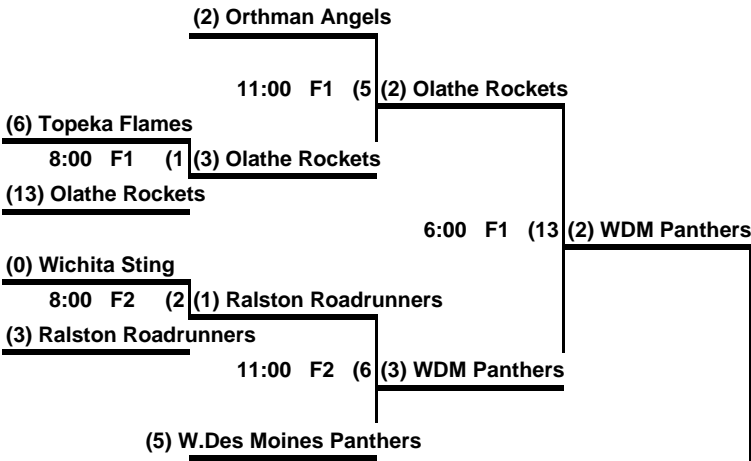 (2) Orthman Angels
11:00 F1 (5 (2) Olathe Rockets
(6) Topeka Flames
8:00 F1 (1 (3) Olathe Rockets
(13) Olathe Rockets
6:00 F1 (13 (2) WDM Panthers
(0) Wichita Sting
8:00 F2 (2 (1) Ralston Roadrunners
(3) Ralston Roadrunners
11:00 F2 (6 (3) WDM Panthers
(5) W.Des Moines Panthers